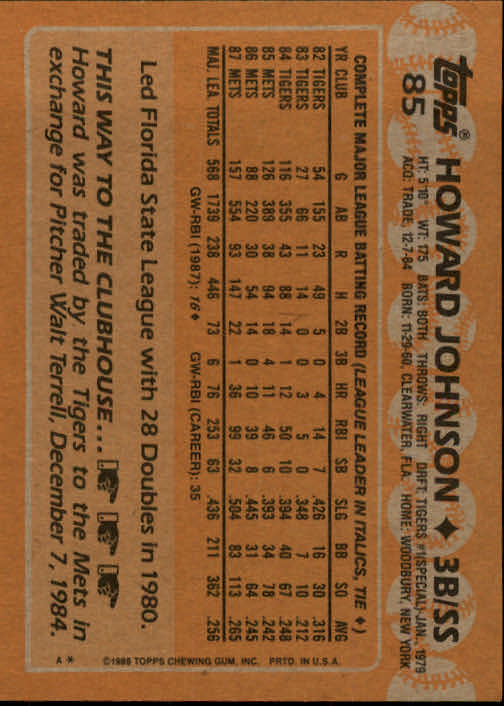 topps®
85
HOWARD JOHNSON ♦ 3B/SS
HT: 5'10" WT: 175 BATS: BOTH THROWS: RIGHT DRFT: TIGERS #1(SPECIAL)-JAN., 1979
ACQ: TRADE, 12-7-84 BORN: 11-29-60, CLEARWATER, FLA. HOME: WOODBURY, NEW YORK
COMPLETE MAJOR LEAGUE BATTING RECORD (LEAGUE LEADER IN ITALICS, TIE ♦)
YR CLUB G AB R H 2B 3B HR RBI SB SLG BB SO AVG
82 TIGERS 54 155 23 49 5 0 4 14 7 .426 16 30 .316
83 TIGERS 27 66 11 14 0 0 3 5 0 .348 7 10 .212
84 TIGERS 116 355 43 88 14 1 12 50 10 .394 40 67 .248
85 METS 126 389 38 94 18 4 11 46 6 .393 34 78 .242
86 METS 88 220 30 54 14 0 10 39 8 .445 31 64 .245
87 METS 157 554 93 147 22 1 36 99 32 .504 83 113 .265
MAJ. LEA. TOTALS 568 1739 238 446 73 6 76 253 63 .436 211 362 .256
GW-RBI (1987): 16♦ GW-RBI (CAREER): 35
Led Florida State League with 28 Doubles in 1980.
THIS WAY TO THE CLUBHOUSE...
Howard was traded by the Tigers to the Mets in
exchange for Pitcher Walt Terrell, December 7, 1984.
A * ©1988 TOPPS CHEWING GUM, INC. PRTD. IN U.S.A.